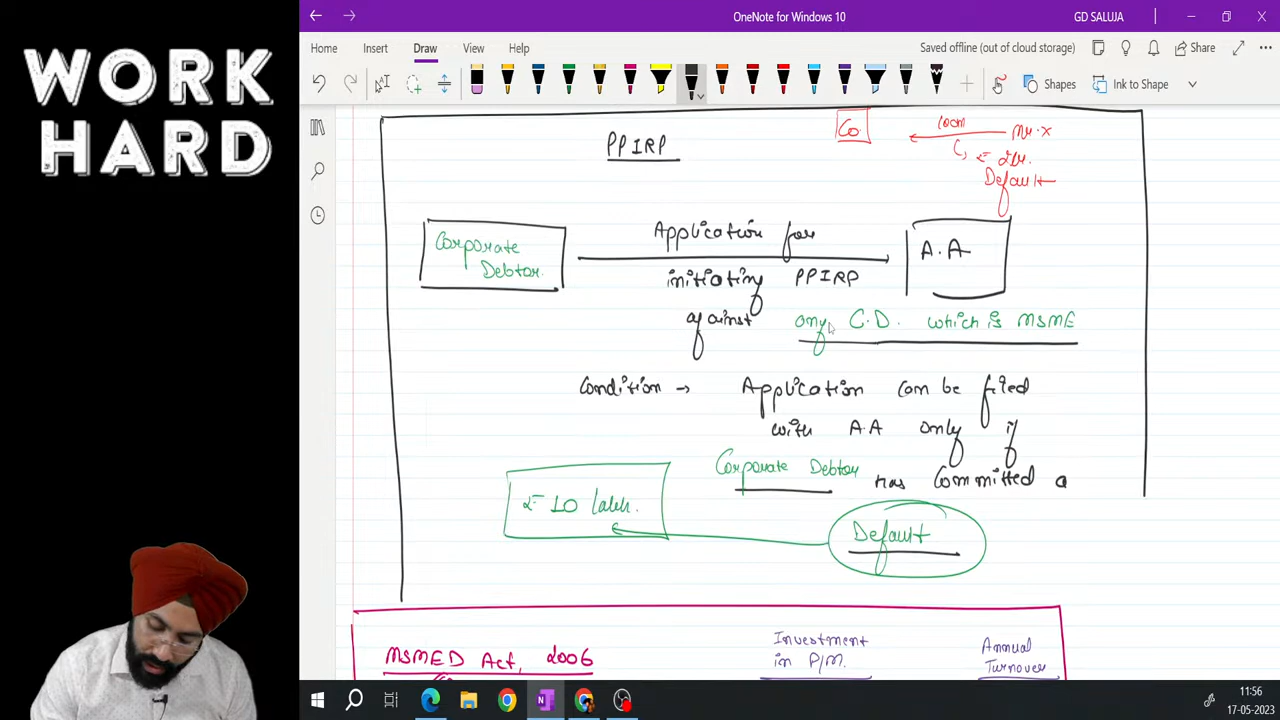 WORK
HARD
OneNote for Windows 10
GD SALUJA
Home
Insert
Draw
View
Help
Saved offline (out of cloud storage)
Share
Shapes
Ink to Shape
PPIRP
Co
loan
Mr. X
Default
Corporate
Debtor.
Application for
initiating PPIRP
A.A
against any C.D. which is MSME
Condition → Application can be filed
with A.A only if
Corporate Debtor has Committed a
10 lakh.
Default
MSMED Act, 2006
Investment
in P/M.
Annual
Turnover
11:56
17-05-2023